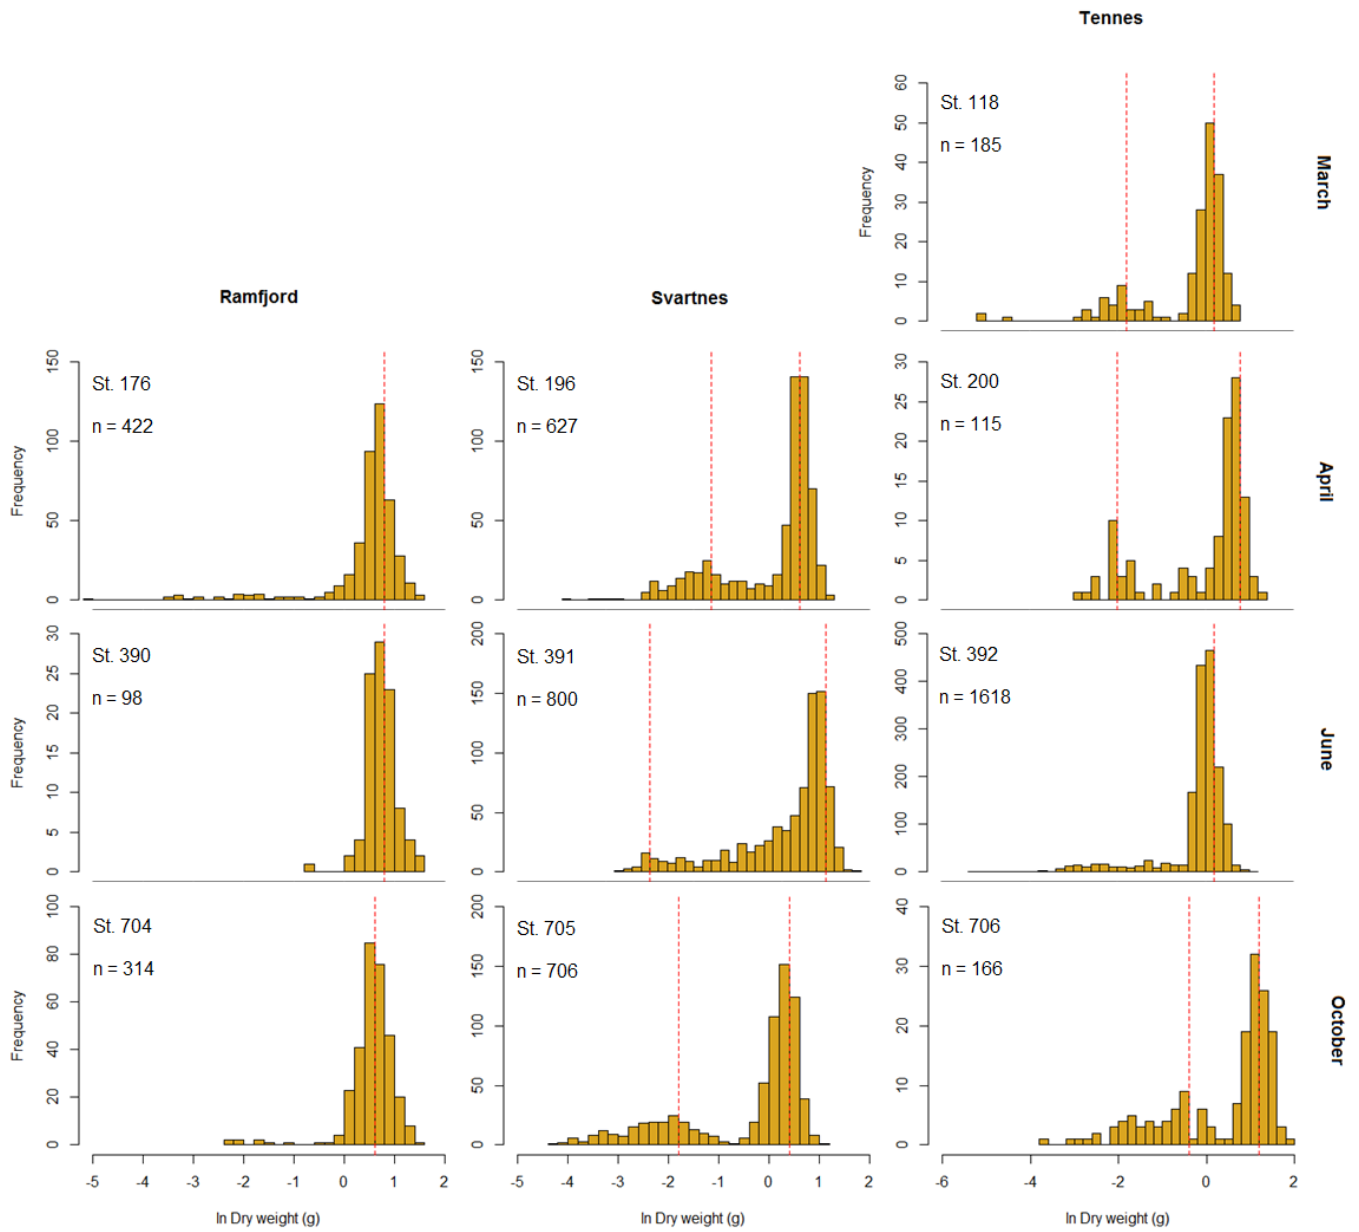 Tennes
60
50
40
30
20
10
0
Frequency
St. 118
n = 185
March
Ramfjord
Svartnes
150
100
50
0
Frequency
St. 176
n = 422
150
100
50
0
St. 196
n = 627
30
25
20
15
10
5
0
St. 200
n = 115
April
30
25
20
15
10
5
0
Frequency
St. 390
n = 98
200
150
100
50
0
St. 391
n = 800
500
400
300
200
100
0
St. 392
n = 1618
June
100
80
60
40
20
0
Frequency
St. 704
n = 314
200
150
100
50
0
St. 705
n = 706
40
30
20
10
0
St. 706
n = 166
October
-5 -4 -3 -2 -1 0 1 2
-5 -4 -3 -2 -1 0 1 2
-6 -4 -2 0 2
ln Dry weight (g)
ln Dry weight (g)
ln Dry weight (g)